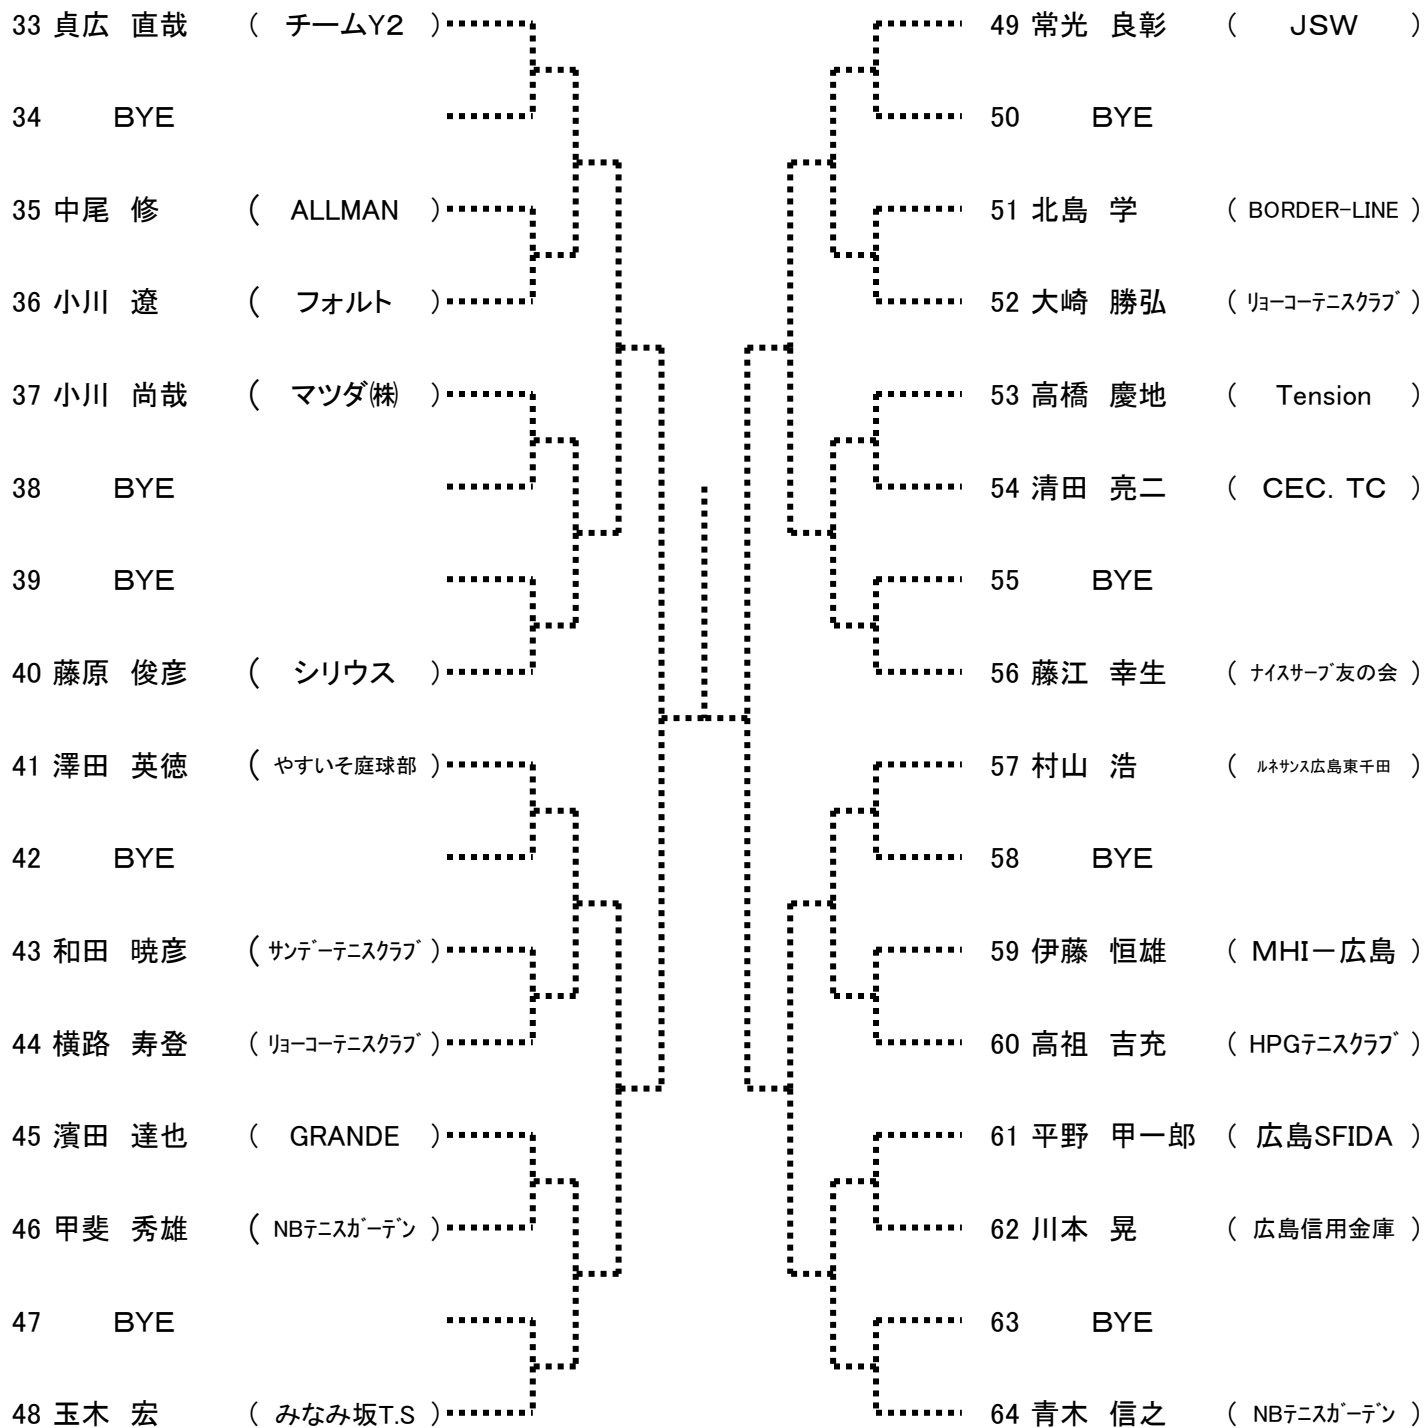 33 貞広 直哉 ( チームY2 )
34 BYE
35 中尾 修 ( ALLMAN )
36 小川 遼 ( フォルト )
37 小川 尚哉 ( マツダ㈱ )
38 BYE
39 BYE
40 藤原 俊彦 ( シリウス )
41 澤田 英徳 ( やすいそ庭球部 )
42 BYE
43 和田 暁彦 ( ｻﾝﾃﾞｰﾃﾆｽｸﾗﾌﾞ )
44 横路 寿登 ( ﾘｮｰｺｰﾃﾆｽｸﾗﾌﾞ )
45 濱田 達也 ( GRANDE )
46 甲斐 秀雄 ( NBﾃﾆｽｶﾞｰﾃﾞﾝ )
47 BYE
48 玉木 宏 ( みなみ坂T.S )
49 常光 良彰 ( JSW )
50 BYE
51 北島 学 ( BORDER-LINE )
52 大崎 勝弘 ( ﾘｮｰｺｰﾃﾆｽｸﾗﾌﾞ )
53 高橋 慶地 ( Tension )
54 清田 亮二 ( CEC．TC )
55 BYE
56 藤江 幸生 ( ﾅｲｽｻｰﾌﾞ友の会 )
57 村山 浩 ( ﾙﾈｻﾝｽ広島東千田 )
58 BYE
59 伊藤 恒雄 ( MHI－広島 )
60 高祖 吉充 ( HPGﾃﾆｽｸﾗﾌﾞ )
61 平野 甲一郎 ( 広島SFIDA )
62 川本 晃 ( 広島信用金庫 )
63 BYE
64 青木 信之 ( NBﾃﾆｽｶﾞｰﾃﾞﾝ )